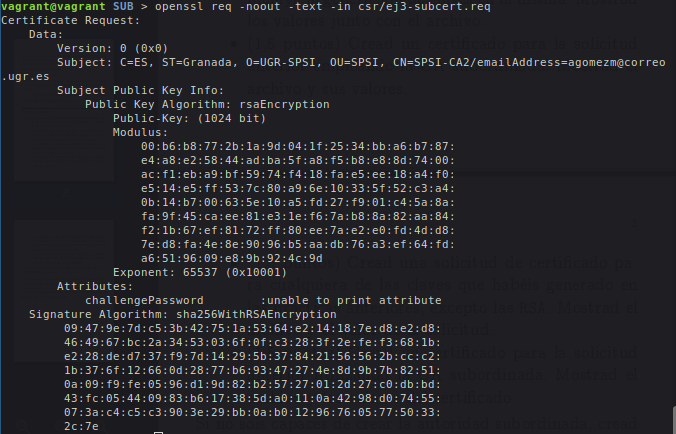 vagrant@vagrant SUB > openssl req -noout -text -in csr/ej3-subcert.req
Certificate Request:
Data:
Version: 0 (0x0)
Subject: C=ES, ST=Granada, O=UGR-SPSI, OU=SPSI, CN=SPSI-CA2/emailAddress=agomezm@correo
.ugr.es
Subject Public Key Info:
Public Key Algorithm: rsaEncryption
Public-Key: (1024 bit)
Modulus:
00:b6:b8:77:2b:1a:9d:04:1f:25:34:bb:a6:b7:87:
e4:a8:e2:58:44:ad:ba:5f:a8:f5:b8:e8:8d:74:00:
ac:f1:eb:a9:bf:59:74:f4:18:fa:e5:ee:18:a4:f0:
e5:14:e5:ff:53:7c:80:a9:6e:10:33:5f:52:c3:a4:
0b:14:b7:00:63:5e:10:a5:fd:27:f9:01:c4:5a:8a:
fa:9f:45:ca:ee:81:e3:1e:f6:7a:b8:8a:82:aa:84:
f2:1b:67:ef:81:72:ff:80:ee:7a:e2:e0:fd:4d:d8:
7e:d8:fa:4e:8e:90:96:b5:aa:db:76:a3:ef:64:fd:
a6:51:96:09:e8:9b:92:4c:9d
Exponent: 65537 (0x10001)
Attributes:
challengePassword :unable to print attribute
Signature Algorithm: sha256WithRSAEncryption
09:47:9e:7d:c5:3b:42:75:1a:53:64:e2:14:18:7e:d8:e2:d8:
46:49:67:bc:2a:34:53:03:6f:0f:c3:28:3f:2e:fe:f3:68:1b:
e2:28:de:d7:37:f9:7d:14:29:5b:37:84:21:56:56:2b:cc:c2:
1b:37:6f:12:66:0d:28:77:b6:93:47:27:4e:8d:9b:7b:82:51:
0a:09:f9:fe:05:96:d1:9d:82:b2:57:27:01:2d:27:c0:db:bd:
43:fc:05:44:09:83:b6:17:38:5d:a0:11:0a:42:98:d0:74:55:
07:3a:c4:c5:c3:90:3e:29:bb:0a:b0:12:96:76:05:77:50:33:
2c:7e